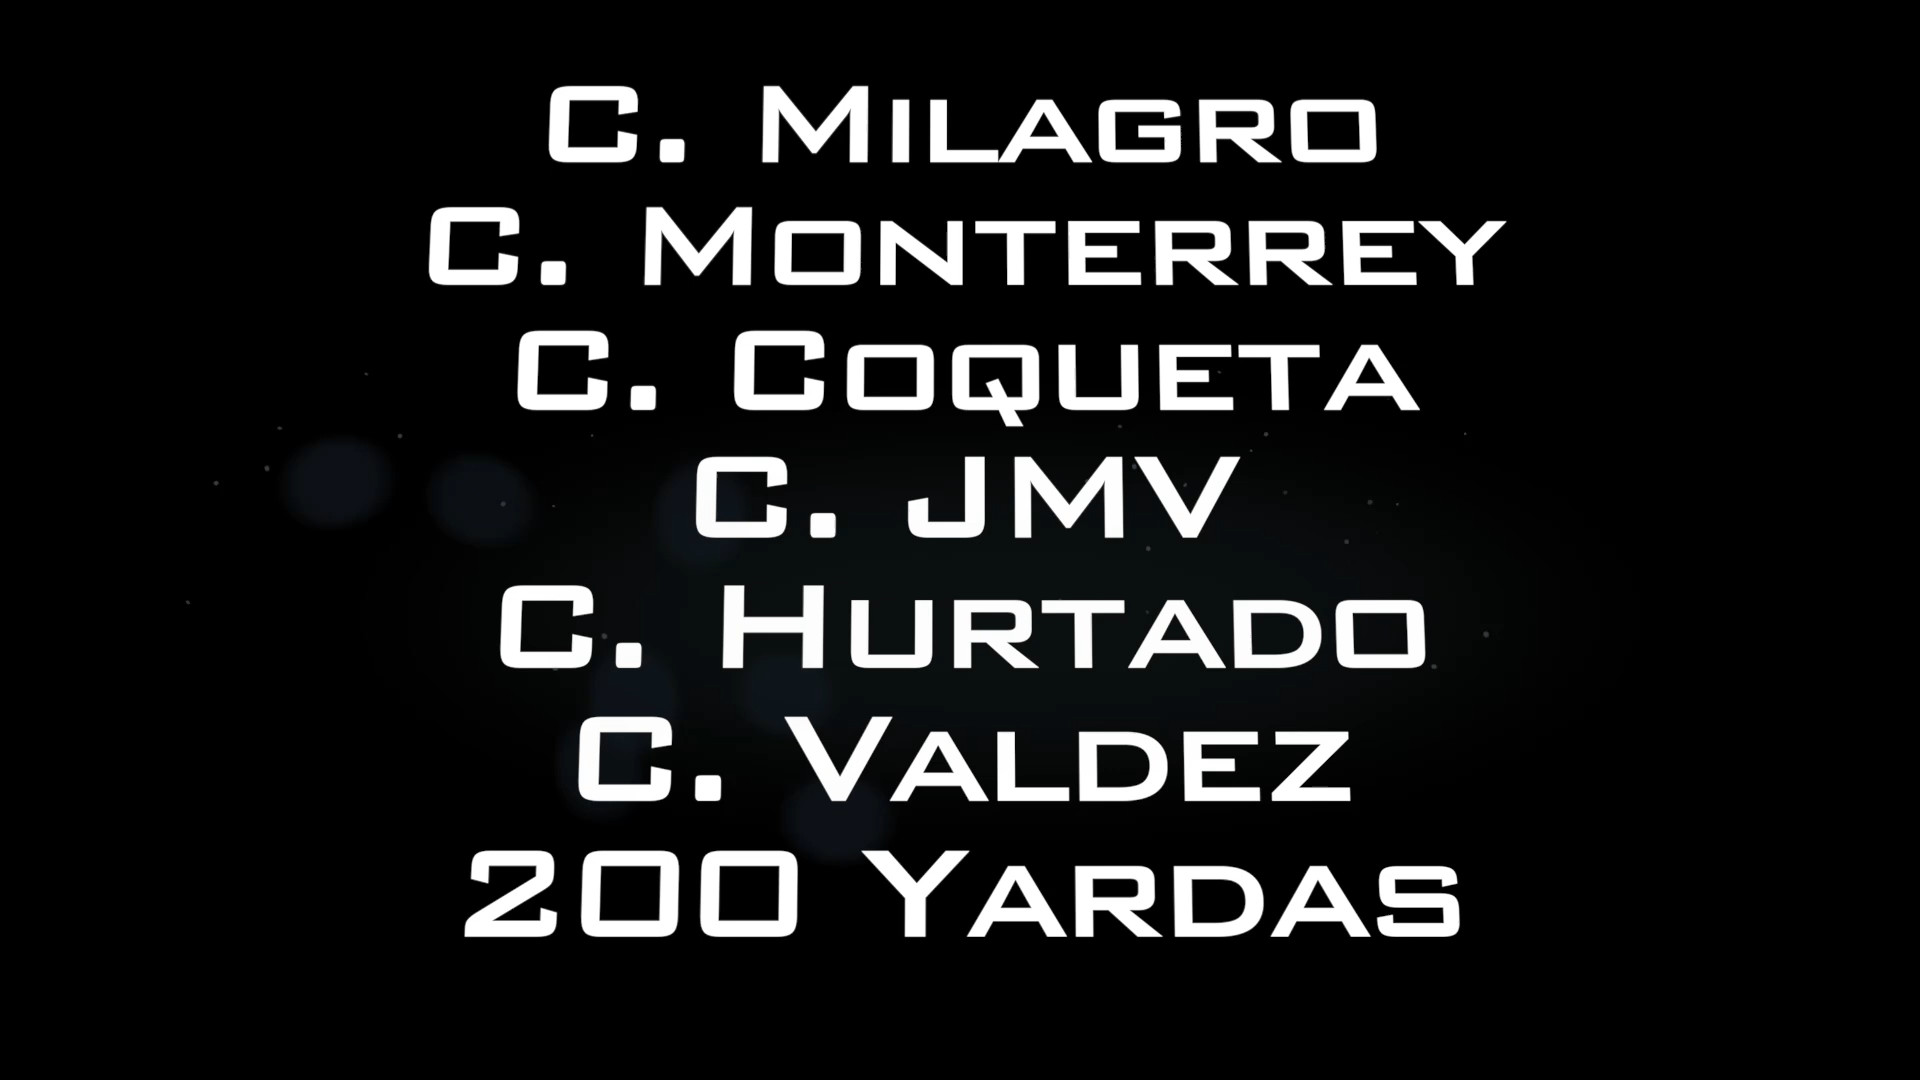 C. Milagro
C. Monterrey
C. Coqueta
C. JMV
C. Hurtado
C. Valdez
200 Yardas